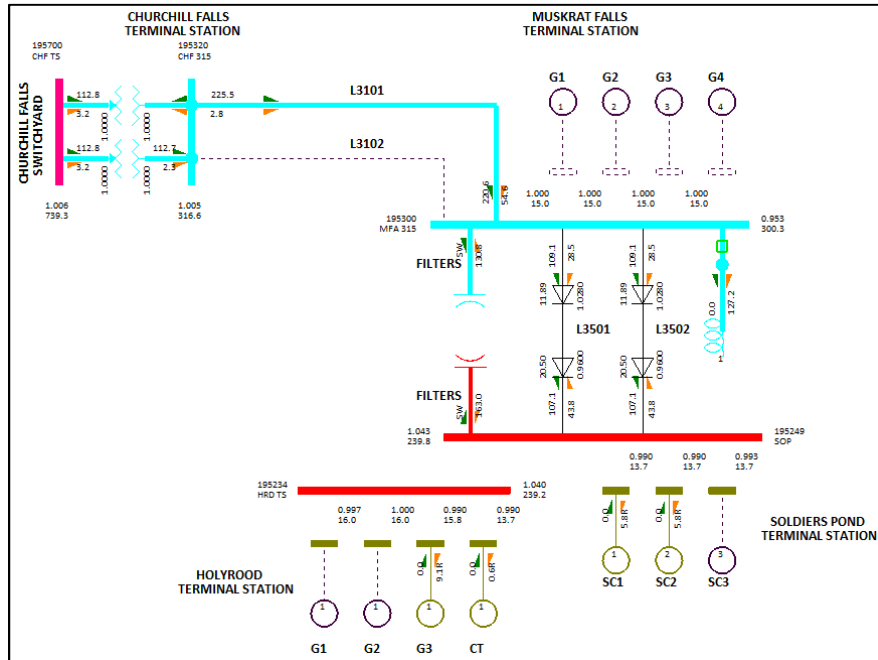 CHURCHILL FALLS
TERMINAL STATION
MUSKRAT FALLS
TERMINAL STATION
195700
CHF TS
195320
CHF 315
G1
G2
G3
G4
1
2
3
4
CHURCHILL FALLS
SWITCHYARD
112.8
3.2
1.0000
1.0000
225.5
2.8
L3101
112.8
3.2
1.0000
1.0000
112.7
2.3
L3102
1.006
739.3
1.005
316.6
220.6
54.6
1.000
15.0
1.000
15.0
1.000
15.0
1.000
15.0
195300
MFA 315
0.953
300.3
SW
130.8
FILTERS
109.1
28.5
11.89
1.0280
109.1
28.5
11.89
1.0280
0.0
127.2
1
L3501
L3502
20.50
0.9600
107.1
43.8
20.50
0.9600
107.1
43.8
FILTERS
SW
163.0
1.043
239.8
195249
SOP
0.990
13.7
0.990
13.7
0.993
13.7
195234
HRD TS
1.040
239.2
0.997
16.0
1.000
16.0
0.990
15.8
0.990
13.7
0.0
5.8R
0.0
5.8R
1
2
3
SC1
SC2
SC3
SOLDIERS POND
TERMINAL STATION
0.0
9.1R
0.0
0.6R
HOLYROOD
TERMINAL STATION
1
1
1
1
G1
G2
G3
CT